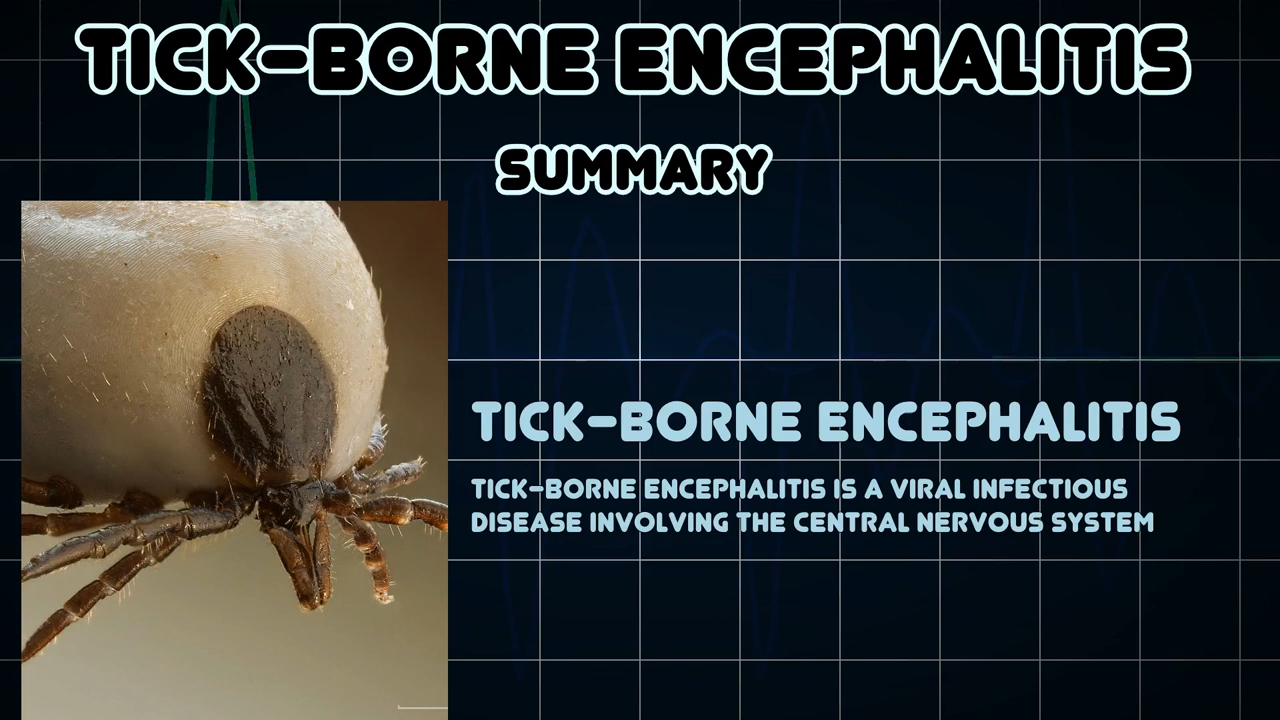 TICK-BORNE ENCEPHALITIS
SUMMARY
TICK-BORNE ENCEPHALITIS
TICK-BORNE ENCEPHALITIS IS A VIRAL INFECTIOUS
DISEASE INVOLVING THE CENTRAL NERVOUS SYSTEM